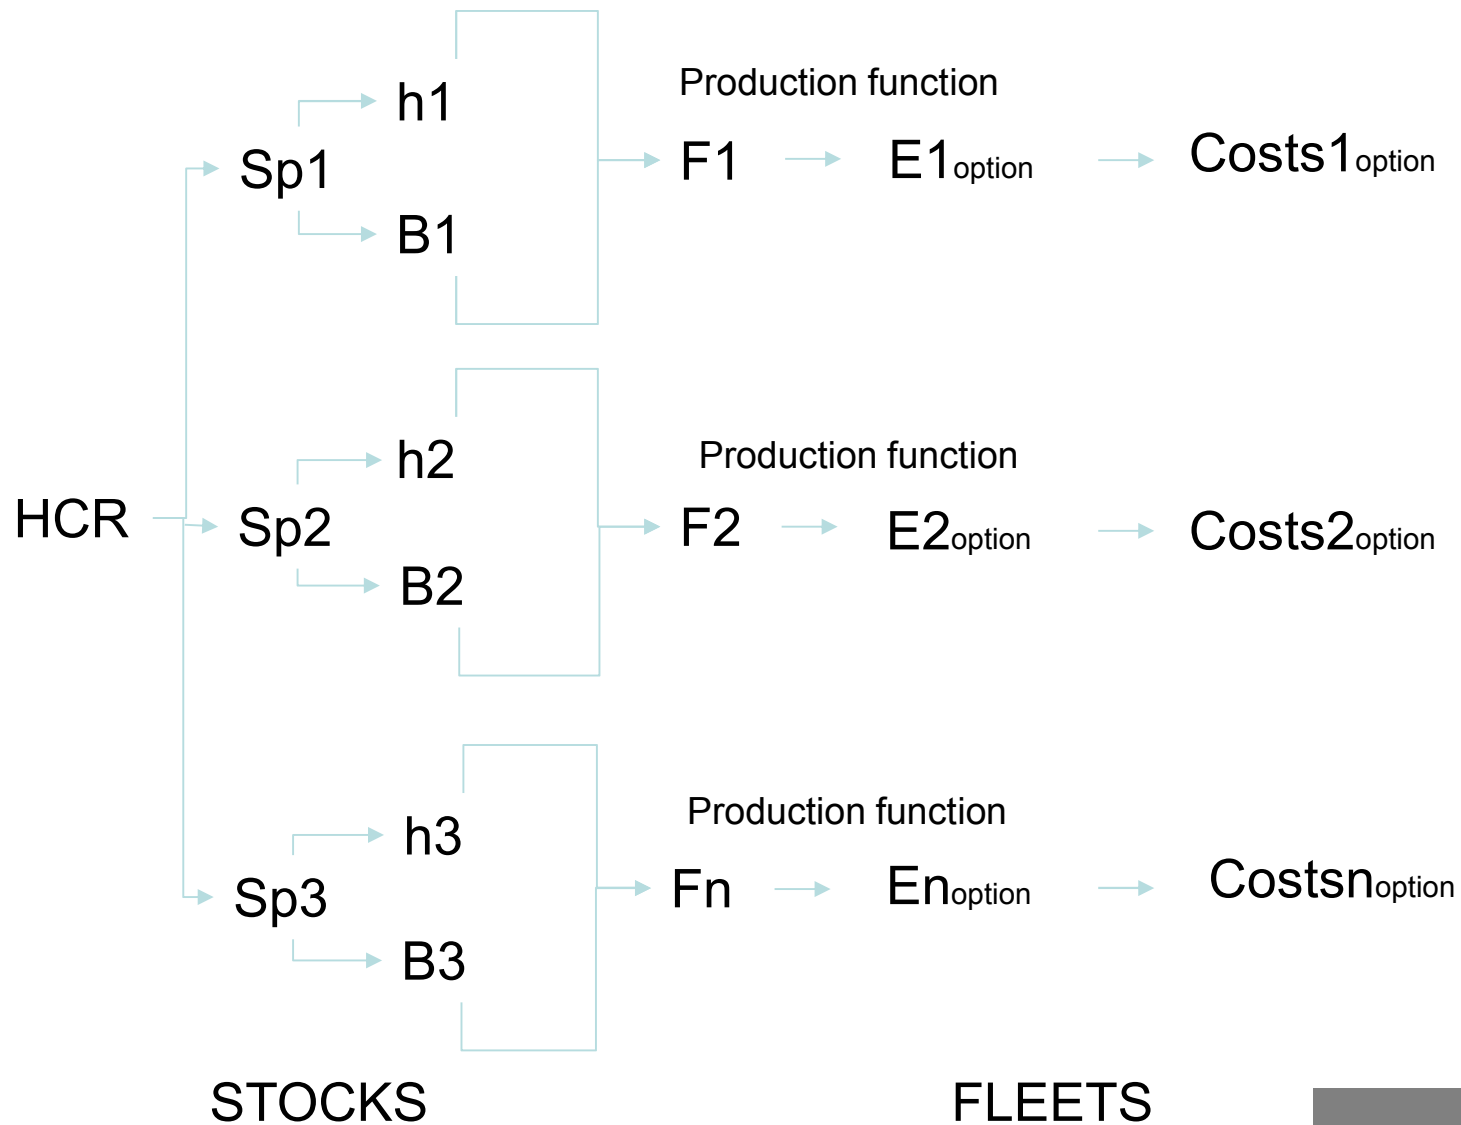 Production function
h1
Sp1
F1
E1option
Costs1option
B1
Production function
h2
HCR
Sp2
F2
E2option
Costs2option
B2
Production function
h3
Sp3
Fn
Enoption
Costsnoption
B3
STOCKS
FLEETS